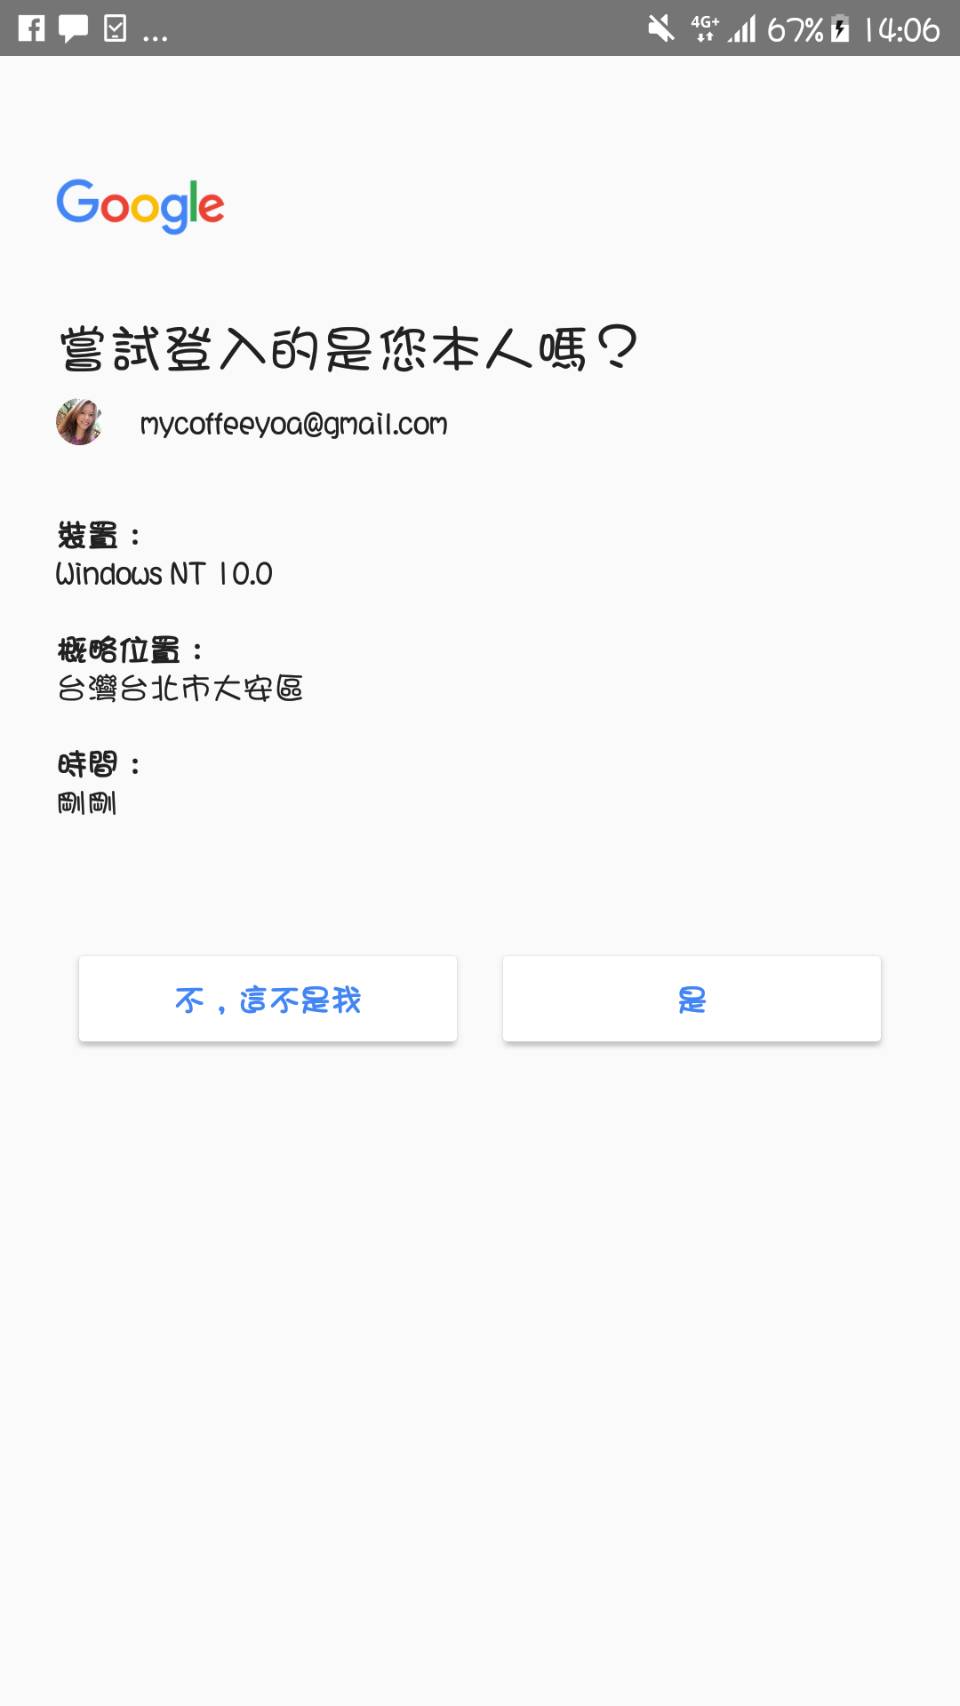 ... 4G+ 67% 14:06
Google
嘗試登入的是您本人嗎？
mycoffeeyoa@gmail.com
裝置：
Windows NT 10.0
概略位置：
台灣台北市大安區
時間：
剛剛
不，這不是我
是